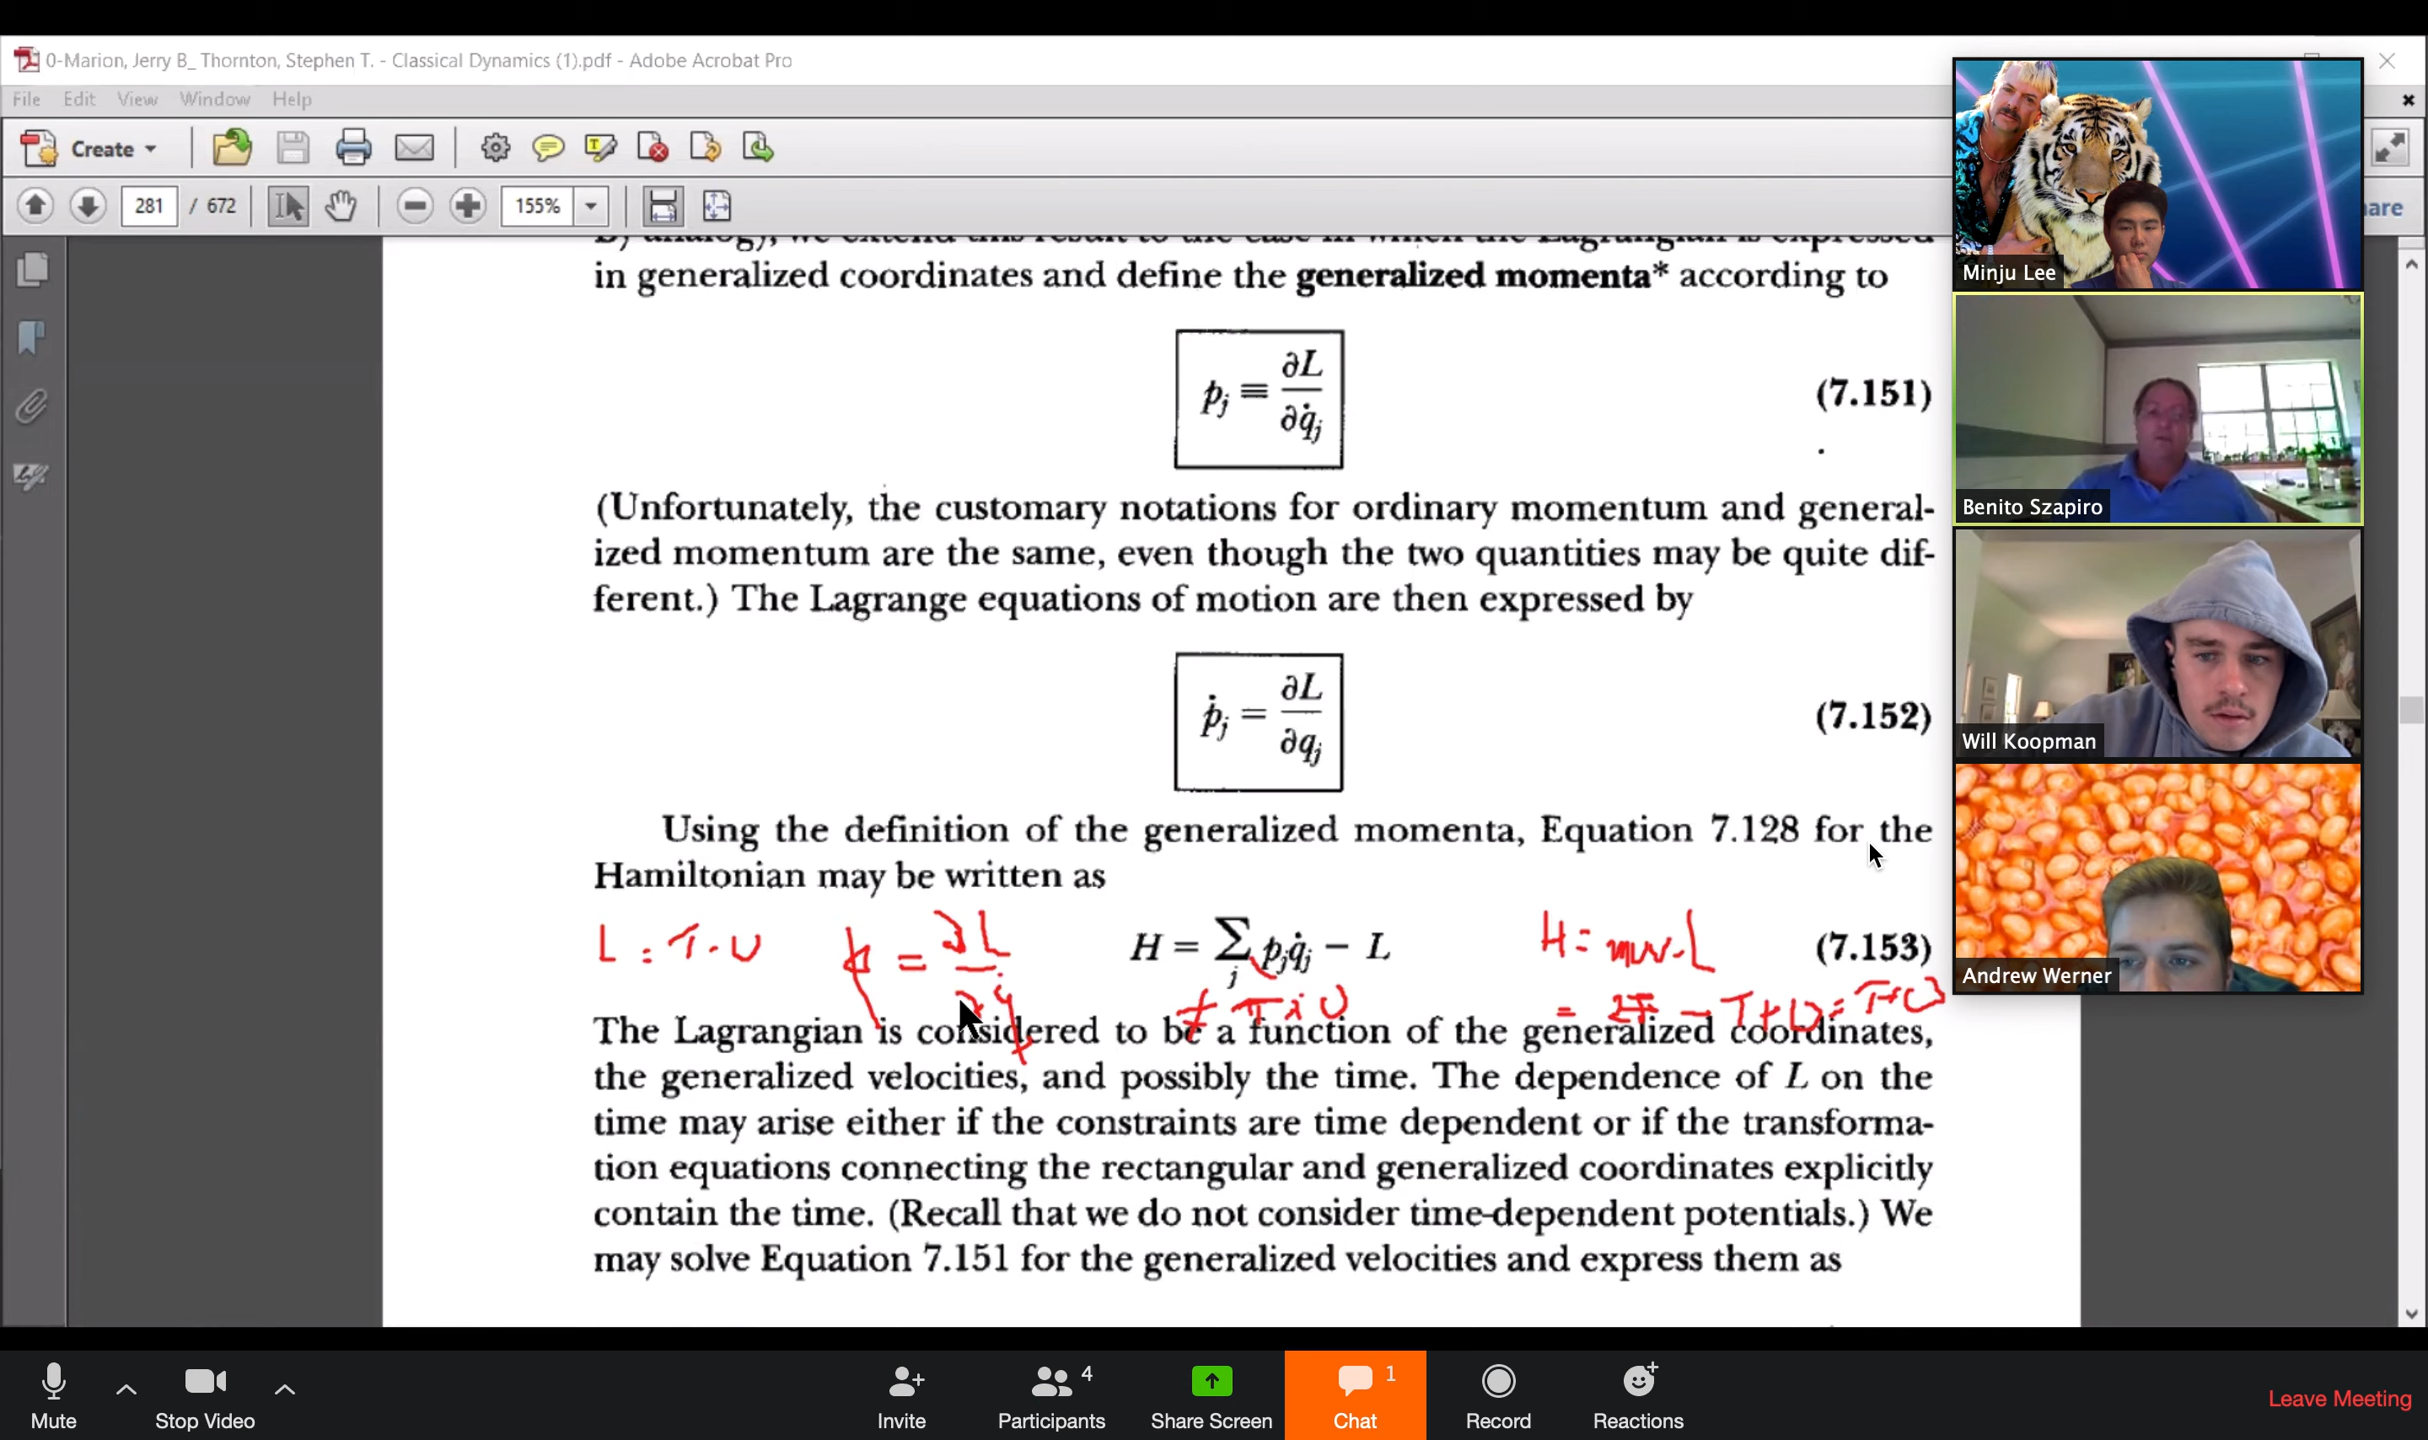 0-Marion, Jerry B_ Thornton, Stephen T. - Classical Dynamics (1).pdf - Adobe Acrobat Pro
File Edit View Window Help
Create
281 / 672 155%
in generalized coordinates and define the generalized momenta* according to
pⱼ ≡ ∂L/∂q̇ⱼ (7.151)
(Unfortunately, the customary notations for ordinary momentum and general-
ized momentum are the same, even though the two quantities may be quite dif-
ferent.) The Lagrange equations of motion are then expressed by
ṗⱼ = ∂L/∂qⱼ (7.152)
Using the definition of the generalized momenta, Equation 7.128 for the
Hamiltonian may be written as
L = T - U
H = ∑ⱼ pⱼq̇ⱼ − L (7.153)
The Lagrangian is considered to be a function of the generalized coordinates,
the generalized velocities, and possibly the time. The dependence of L on the
time may arise either if the constraints are time dependent or if the transforma-
tion equations connecting the rectangular and generalized coordinates explicitly
contain the time. (Recall that we do not consider time-dependent potentials.) We
may solve Equation 7.151 for the generalized velocities and express them as
Minju Lee
Benito Szapiro
Will Koopman
Andrew Werner
Mute
Stop Video
Invite
Participants 4
Share Screen
Chat 1
Record
Reactions
Leave Meeting